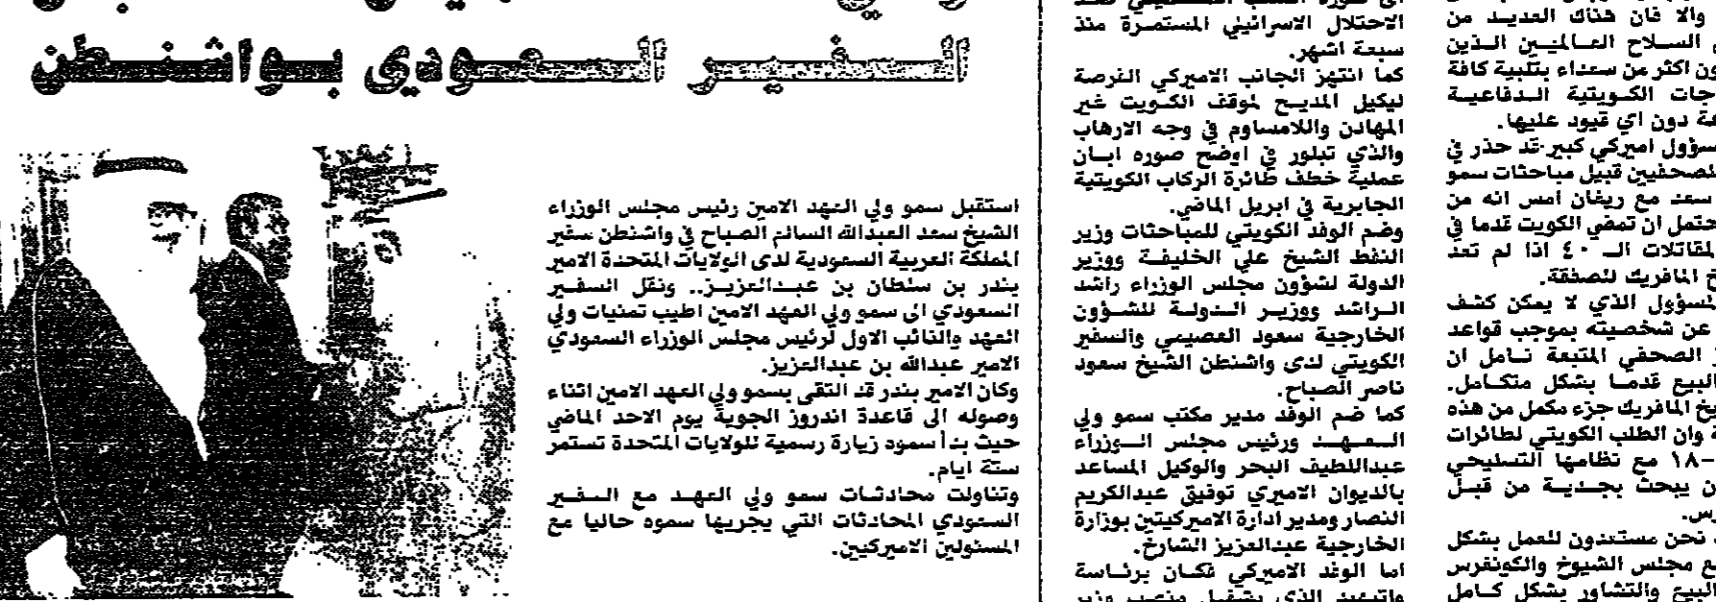 السفير السعودي بواشنطن
والا فان هناك العديد من
السلاح العالميين الذين
اكثر من سعداء بتلبية كافة
الكويتية الدفاعية
دون اي قيود عليها.
اميركي كبير قد حذر في
قبيل مباحثات سمو
سعد مع ريغان امس انه من
ان تمضي الكويت قدما في
الـ ٤٠ اذا لم تعد
المافريك للصفقة.
الذي لا يمكن كشف
عن شخصيته بموجب قواعد
الصحفي المتبعة نامل ان
البيع قدما بشكل متكامل.
المافريك جزء مكمل من هذه
وان الطلب الكويتي لطائرات
١٨ مع نظامها التسليحي
يبحث بجدية من قبل
نحن مستعدون للعمل بشكل
مجلس الشيوخ والكونغرس
البيع والتشاور بشكل كامل
الاحتلال الاسرائيلي المستمرة منذ
سبعة اشهر.
كما انتهز الجانب الاميركي الفرصة
ليكيل المديح لموقف الكويت غير
المهادن واللامساوم في وجه الارهاب
والذي تبلور في اوضح صوره ابان
عملية خطف طائرة الركاب الكويتية
الجابرية في ابريل الماضي.
وضم الوفد الكويتي للمباحثات وزير
النفط الشيخ علي الخليفة ووزير
الدولة لشؤون مجلس الوزراء راشد
الراشد ووزير الدولة للشؤون
الخارجية سعود العصيمي والسفير
الكويتي لدى واشنطن الشيخ سعود
ناصر الصباح.
كما ضم الوفد مدير مكتب سمو ولي
العهد ورئيس مجلس الوزراء
عبداللطيف البحر والوكيل المساعد
بالديوان الاميري توفيق عبدالكريم
النصار ومدير ادارة الاميركيتين بوزارة
الخارجية عبدالعزيز الشارخ.
اما الوفد الاميركي فكان برئاسة
استقبل سمو ولي العهد الامين رئيس مجلس الوزراء
الشيخ سعد العبدالله السالم الصباح في واشنطن سفير
المملكة العربية السعودية لدى الولايات المتحدة الامير
بندر بن سلطان بن عبدالعزيز.. ونقل السفير
السعودي الى سمو ولي العهد الامين اطيب تمنيات ولي
العهد والنائب الاول لرئيس مجلس الوزراء السعودي
الامير عبدالله بن عبدالعزيز.
وكان الامير بندر قد التقى بسمو ولي العهد الامين اثناء
وصوله الى قاعدة اندروز الجوية يوم الاحد الماضي
حيث بدأ سموه زيارة رسمية للولايات المتحدة تستمر
ستة ايام.
وتناولت محادثات سمو ولي العهد مع السفير
السعودي المحادثات التي يجريها سموه حاليا مع
المسئولين الاميركيين.